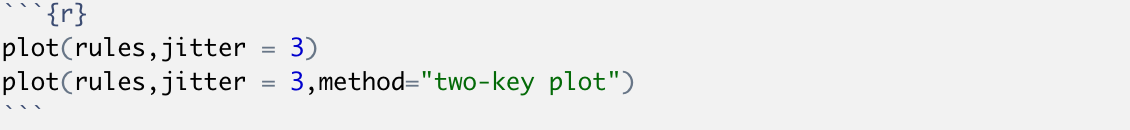 ```{r}
plot(rules,jitter = 3)
plot(rules,jitter = 3,method="two-key plot")
```